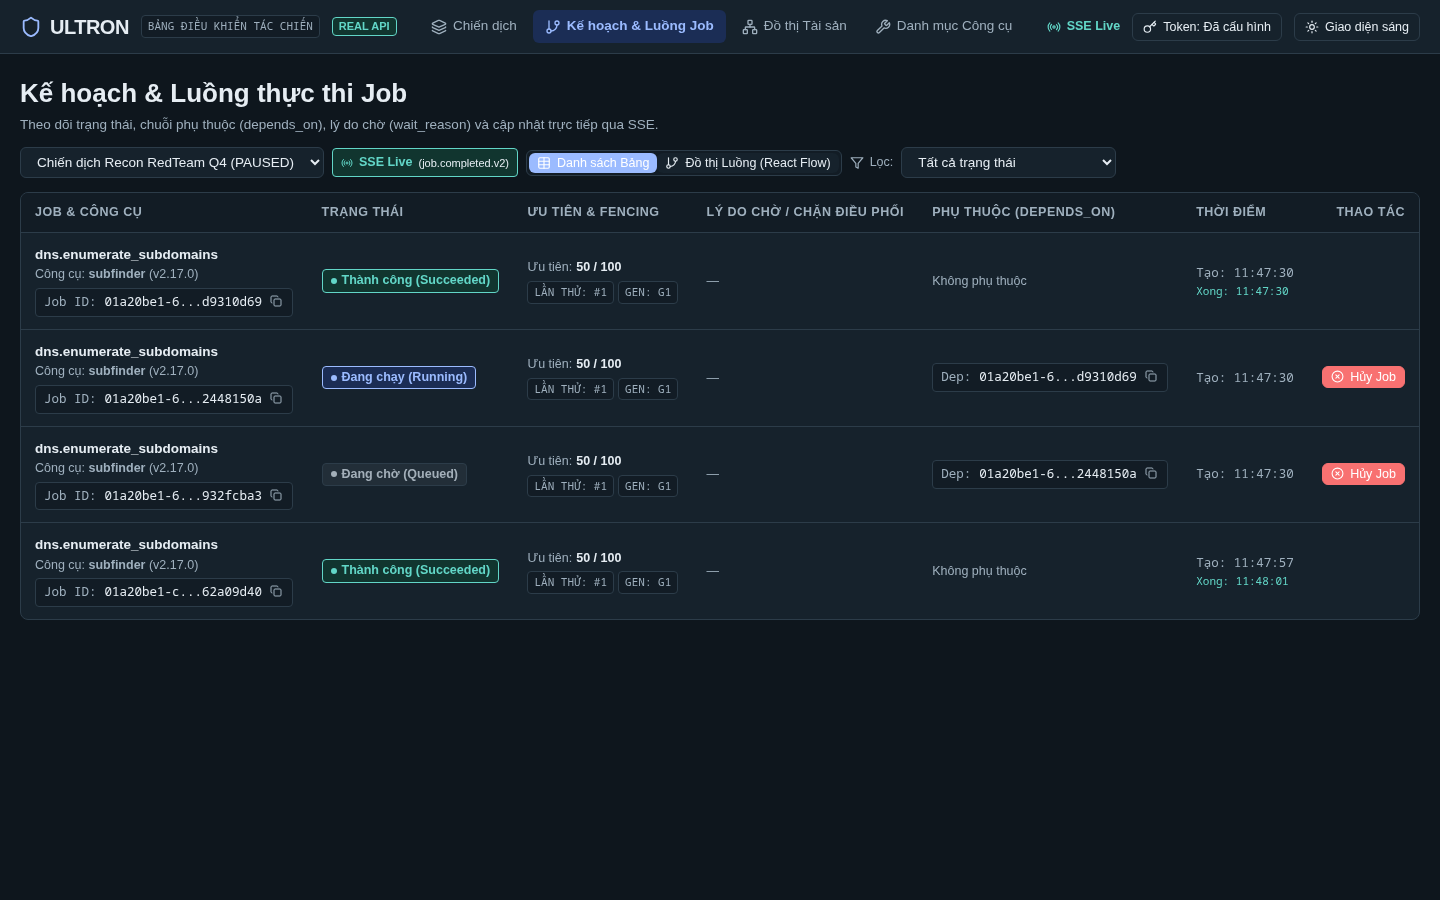 ULTRON BẢNG ĐIỀU KHIỂN TÁC CHIẾN REAL API Chiến dịch Kế hoạch & Luồng Job Đồ thị Tài sản Danh mục Công cụ SSE Live Token: Đã cấu hình Giao diện sáng
Kế hoạch & Luồng thực thi Job
Theo dõi trạng thái, chuỗi phụ thuộc (depends_on), lý do chờ (wait_reason) và cập nhật trực tiếp qua SSE.
Chiến dịch Recon RedTeam Q4 (PAUSED) SSE Live (job.completed.v2) Danh sách Bảng Đồ thị Luồng (React Flow) Lọc: Tất cả trạng thái
JOB & CÔNG CỤ TRẠNG THÁI ƯU TIÊN & FENCING LÝ DO CHỜ / CHẶN ĐIỀU PHỐI PHỤ THUỘC (DEPENDS_ON) THỜI ĐIỂM THAO TÁC
dns.enumerate_subdomains
Công cụ: subfinder (v2.17.0)
Job ID: 01a20be1-6...d9310d69
Thành công (Succeeded)
Ưu tiên: 50 / 100
LẦN THỬ: #1 GEN: G1
—
Không phụ thuộc
Tạo: 11:47:30
Xong: 11:47:30
dns.enumerate_subdomains
Công cụ: subfinder (v2.17.0)
Job ID: 01a20be1-6...2448150a
Đang chạy (Running)
Ưu tiên: 50 / 100
LẦN THỬ: #1 GEN: G1
—
Dep: 01a20be1-6...d9310d69
Tạo: 11:47:30
Hủy Job
dns.enumerate_subdomains
Công cụ: subfinder (v2.17.0)
Job ID: 01a20be1-6...932fcba3
Đang chờ (Queued)
Ưu tiên: 50 / 100
LẦN THỬ: #1 GEN: G1
—
Dep: 01a20be1-6...2448150a
Tạo: 11:47:30
Hủy Job
dns.enumerate_subdomains
Công cụ: subfinder (v2.17.0)
Job ID: 01a20be1-c...62a09d40
Thành công (Succeeded)
Ưu tiên: 50 / 100
LẦN THỬ: #1 GEN: G1
—
Không phụ thuộc
Tạo: 11:47:57
Xong: 11:48:01